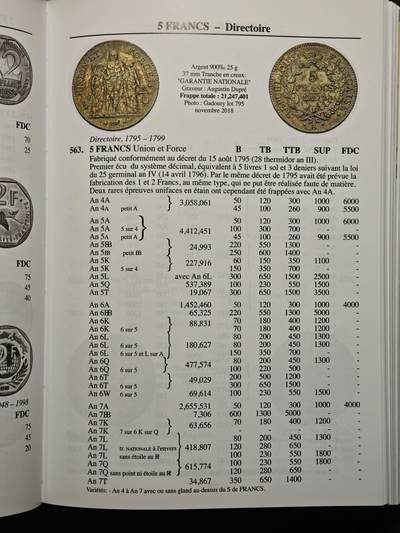 5 FRANCS – Directoire
Argent 900‰ 25 g
37 mm Tranche en creux:
"GARANTIE NATIONALE"
Graveur : Augustin Dupré
Frappe totale : 21,247,401
Photo : Gadoury lot 795
novembre 2018
FDC
70
25
Directoire, 1795 – 1799
563. 5 FRANCS Union et Force B TB TTB SUP FDC
Fabriqué conformément au décret du 15 août 1795 (28 thermidor an III).
Premier écu du système décimal, équivalent à 5 livres 1 sol et 3 deniers suivant la loi
du 25 germinal an IV (14 avril 1796). Par le même décret de 1795 avait été prévue la
fabrication des 1 et 2 Francs, au même type, qui ne put être réalisée faute de matière.
Deux rares épreuves unifaces en étain ont cependant été frappées avec An 4A.
An 4A 3,058,061 50 120 300 1000 6000
An 4A petit A 45 100 260 900 5500
An 5A 50 120 300 1000 6000
An 5A 5 sur 4 4,412,451 100 300 700 - -
An 5A petit A 45 100 260 900 5500
An 5BB 24,993 220 550 1300 - -
An 5BB petit BB 250 600 1400 - -
An 5K 227,916 60 150 350 1100 -
An 5K 5 sur 4 150 350 700 - -
An 5L avec An 6L 300 650 1500 2500 -
An 5Q 537,389 100 230 550 1500 -
An 5T 19,067 300 650 1500 3500 -
An 6A 1,452,460 50 120 300 1000 4000
An 6BB 65,325 220 550 1300 5000 -
An 6K 88,831 70 180 400 1200 -
An 6K 6 sur 5 70 180 400 1200 -
An 6L 80 200 450 1300 -
An 6L 6 sur 5 180,627 80 200 450 1300 -
An 6L 6 sur 5 et L sur A 150 350 700 - -
An 6Q 477,574 80 200 450 1300 -
An 6Q 6 sur 5 100 220 500 - -
An 6T 49,029 200 500 1200 - -
An 6T 6 sur 5 300 650 1500 - -
An 6W 6 sur 5 69,614 100 230 550 1500 -
An 7A 2,655,531 50 120 300 1000 4000
An 7BB 7,306 600 1300 5000 - -
An 7K 63,656 70 180 400 1200 -
An 7K 7 sur 6 K sur Q - - - - -
An 7L 80 200 450 1300 -
An 7L tr. NATIONALE à l'envers 418,807 120 280 650 - -
An 7L sans étoile au R/ 100 230 550 1800 -
An 7Q 615,774 100 230 550 1800 -
An 7Q sans point ni étoile au R/ 120 280 650 - -
An 7T 34,867 350 650 1400 - -
Variétés: - An 4 à An 7 avec ou sans gland au-dessus du S de FRANCS.
FDC
75
45
40
48 - 1998
FDC
75
45
20